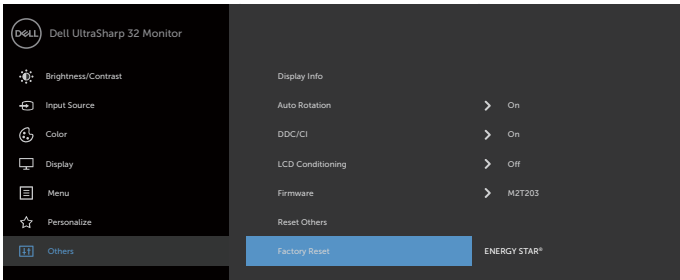 DELL Dell UltraSharp 32 Monitor
Brightness/Contrast Display Info
Input Source Auto Rotation On
Color DDC/CI On
Display LCD Conditioning Off
Menu Firmware M2T203
Personalize Reset Others
Others Factory Reset ENERGY STAR®